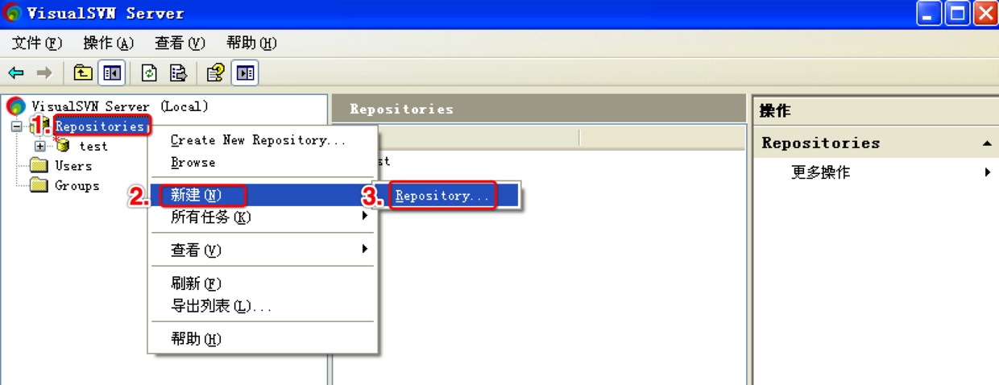 VisualSVN Server
文件(F) 操作(A) 查看(V) 帮助(H)
VisualSVN Server (Local)
1. Repositories
test
Users
Groups
Create New Repository...
Browse
2. 新建(N)
所有任务(K)
查看(V)
刷新(F)
导出列表(L)...
帮助(H)
3. Repository...
Repositories
st
操作
Repositories
更多操作